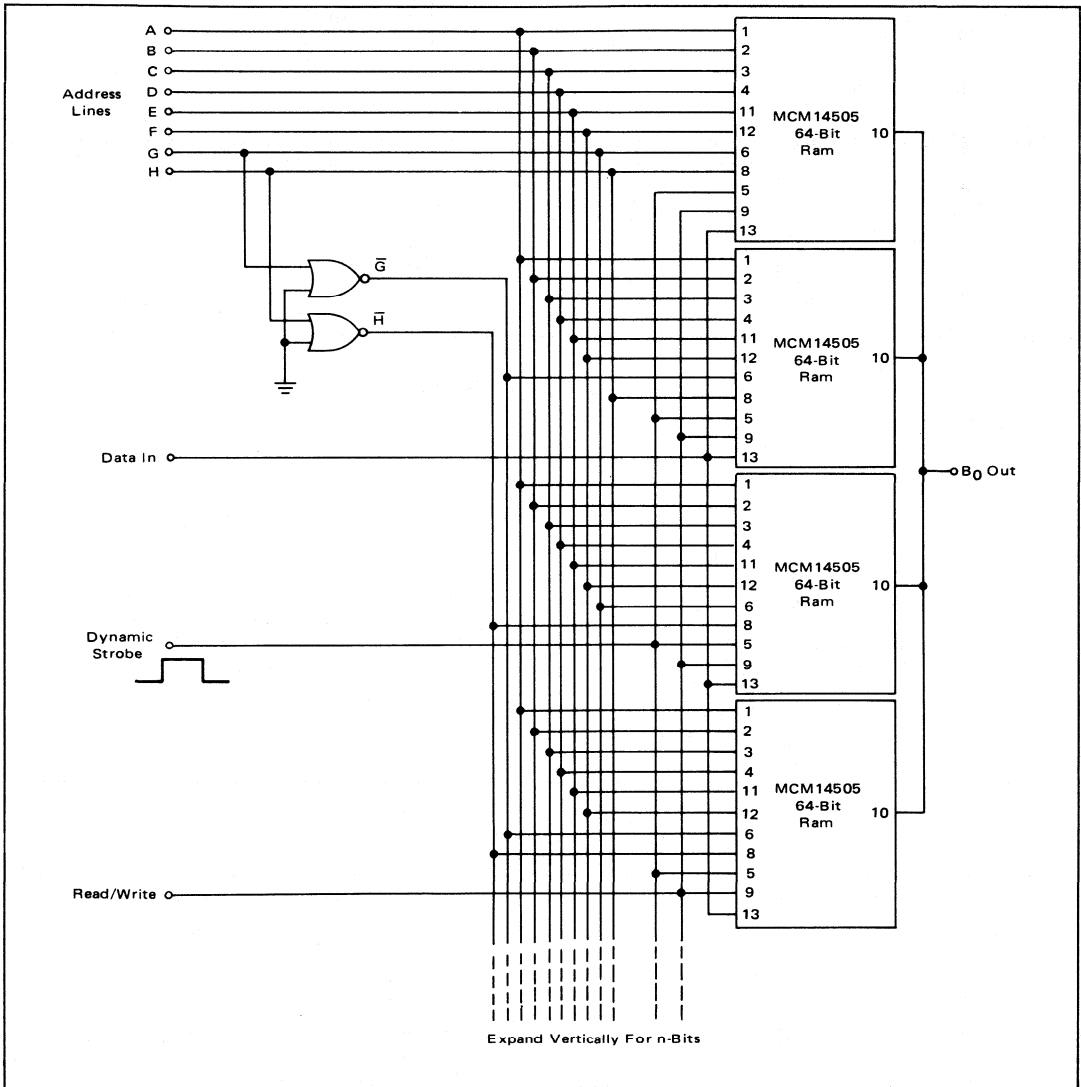 A
B
C
D
E
F
G
H
Address
Lines
1
2
3
4
11
12
6
8
5
9
13
MCM14505
64-Bit
Ram
10
G̅
H̅
1
2
3
4
11
12
6
8
5
9
13
MCM14505
64-Bit
Ram
10
Data In
B0 Out
1
2
3
4
11
12
6
8
5
9
13
MCM14505
64-Bit
Ram
10
Dynamic
Strobe
1
2
3
4
11
12
6
8
5
9
13
MCM14505
64-Bit
Ram
10
Read/Write
Expand Vertically For n-Bits